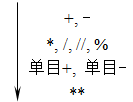 +, -
*, /, //, %
单目+, 单目-
**